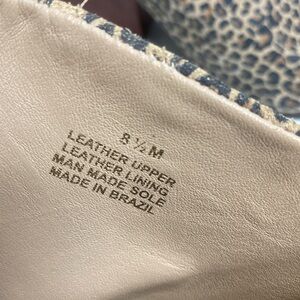 8 ½ M
LEATHER UPPER
LEATHER LINING
MAN MADE SOLE
MADE IN BRAZIL